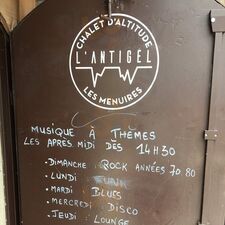 CHALET D'ALTITUDE
L'ANTIGEL
LES MENUIRES
MUSIQUE À THÈMES
LES APRES MIDI DÈS 14H30
• DIMANCHE : ROCK ANNÉES 70 80
• LUNDI : FUNK
• MARDI : BLUES
• MERCREDI : DISCO
• JEUDI : LOUNGE